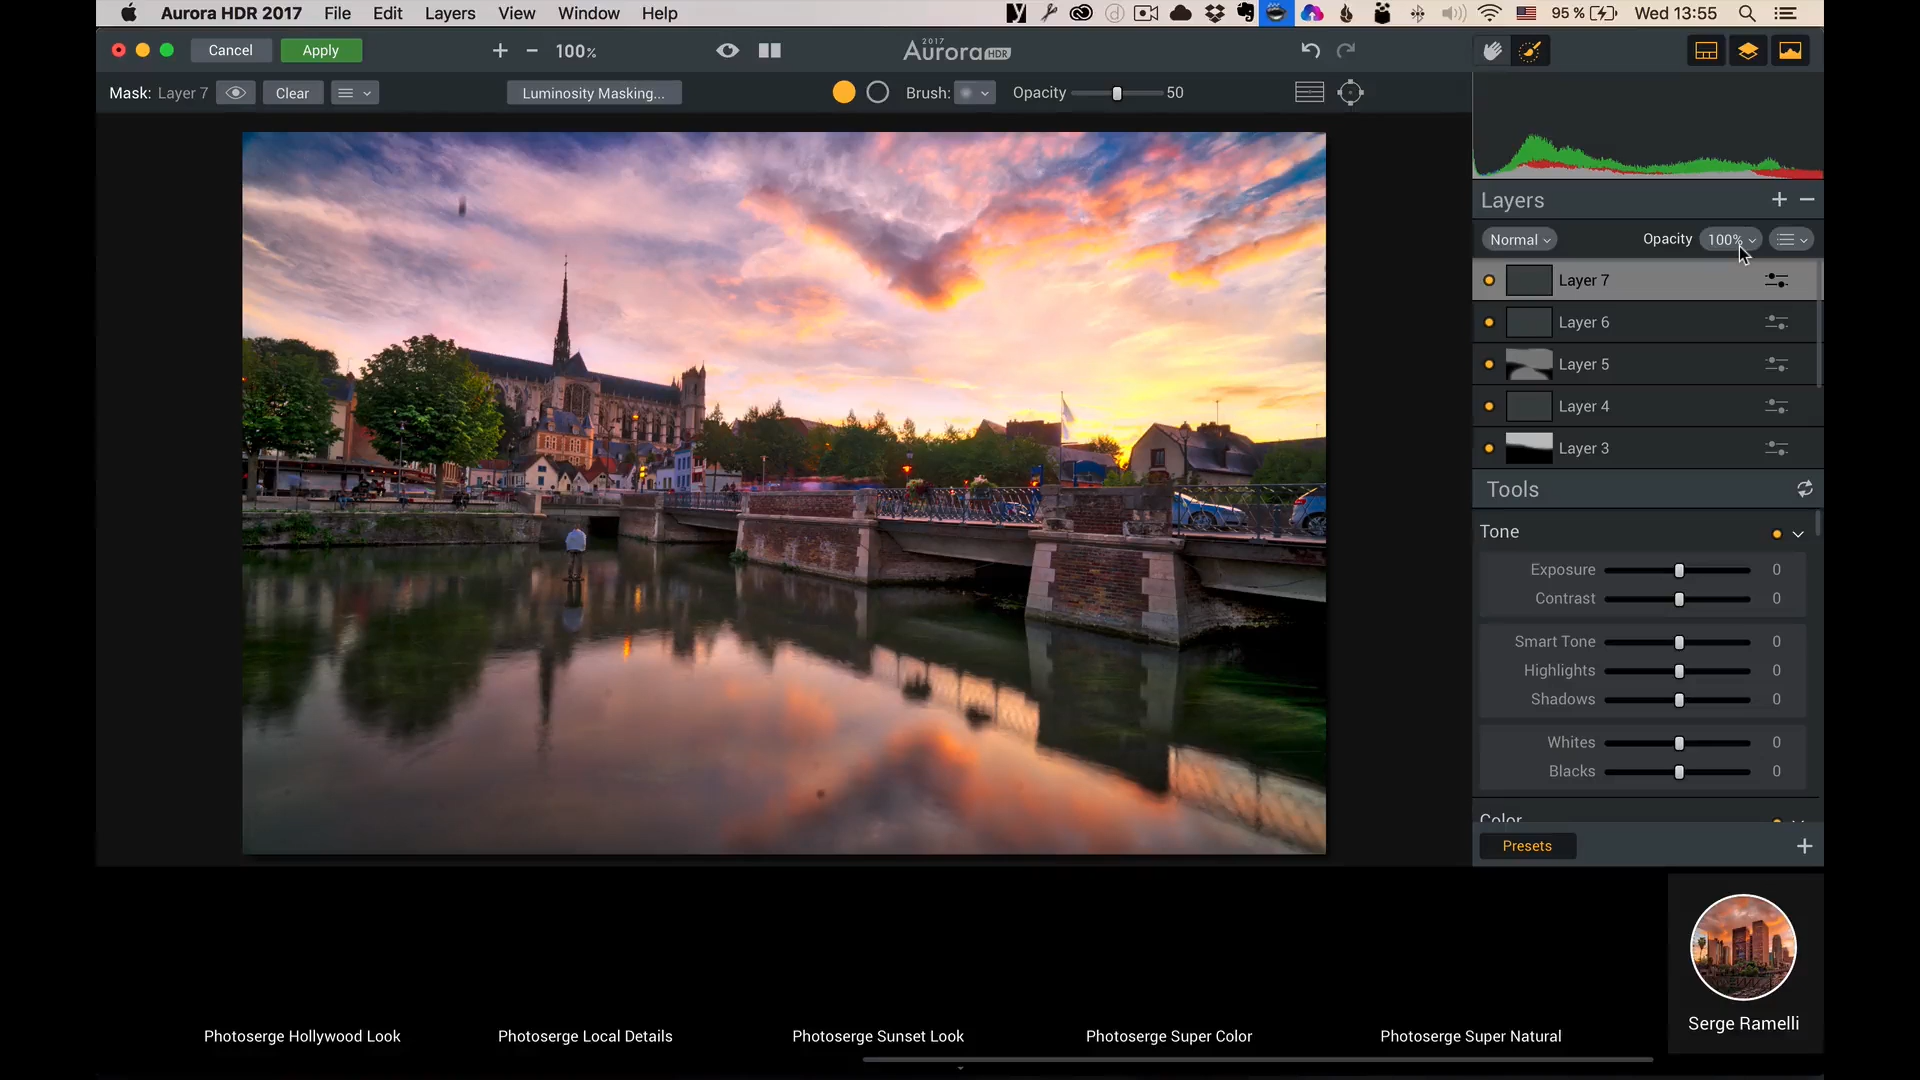 Aurora HDR 2017 File Edit Layers View Window Help 95 % Wed 13:55
Cancel Apply 100% 2017 Aurora HDR
Mask: Layer 7 Clear Luminosity Masking... Brush: Opacity 50
Layers
Normal Opacity 100%
Layer 7
Layer 6
Layer 5
Layer 4
Layer 3
Tools
Tone
Exposure 0
Contrast 0
Smart Tone 0
Highlights 0
Shadows 0
Whites 0
Blacks 0
Color
Presets
Serge Ramelli
Photoserge Hollywood Look Photoserge Local Details Photoserge Sunset Look Photoserge Super Color Photoserge Super Natural